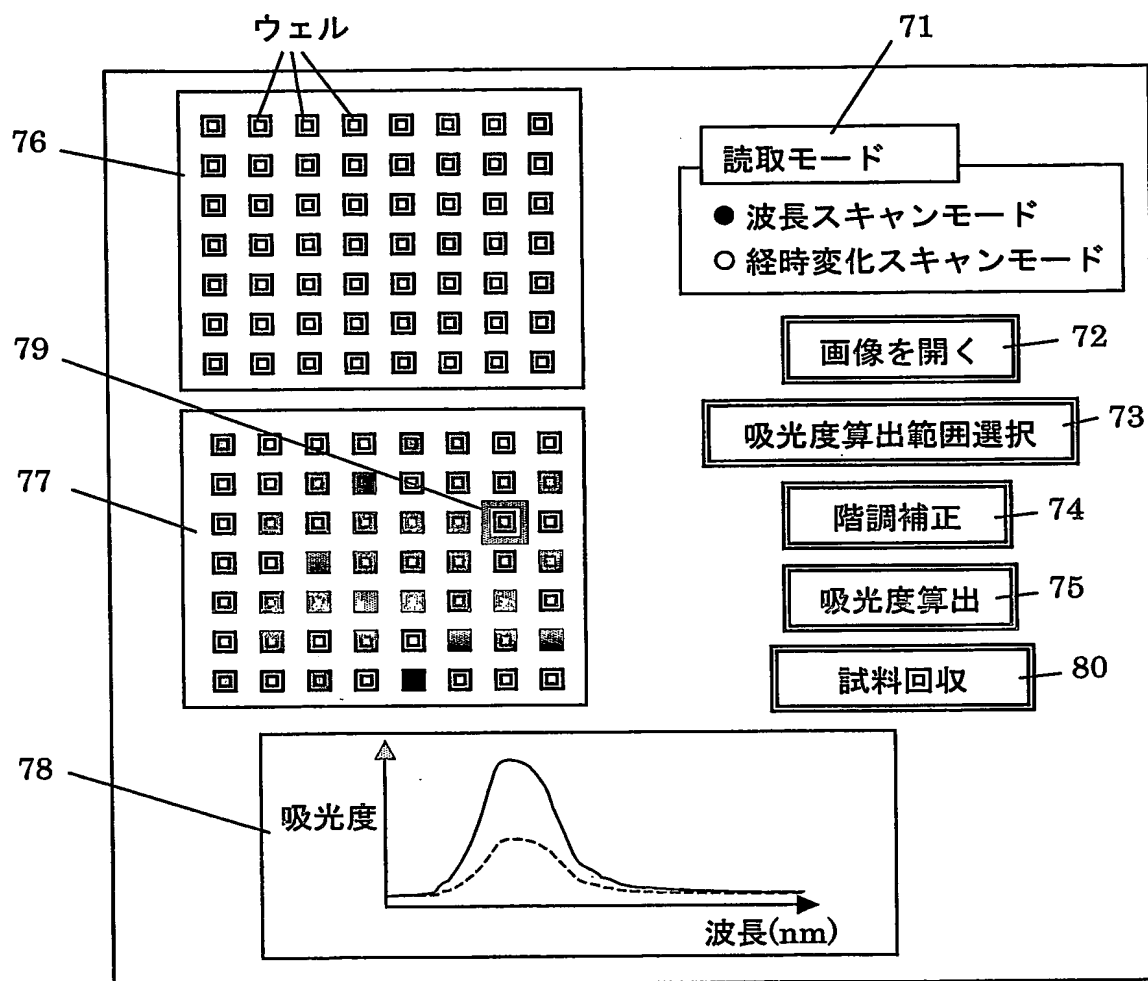 ウェル
71
76
読取モード
● 波長スキャンモード
○ 経時変化スキャンモード
79
画像を開く
72
吸光度算出範囲選択
73
77
階調補正
74
吸光度算出
75
試料回収
80
78
吸光度
波長(nm)